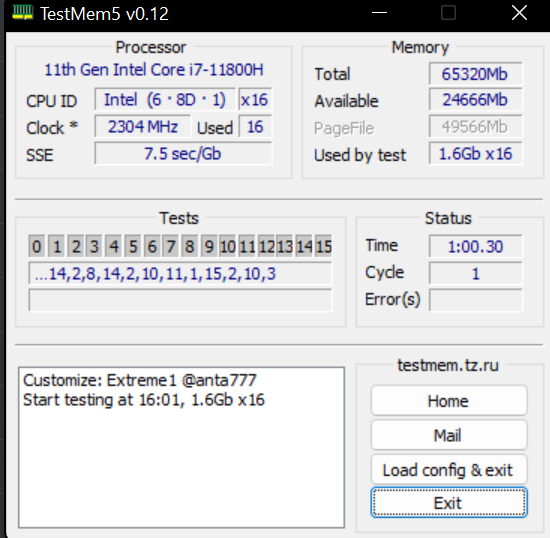 TestMem5 v0.12
Processor
11th Gen Intel Core i7-11800H
CPU ID Intel (6 · 8D · 1) x16
Clock * 2304 MHz Used 16
SSE 7.5 sec/Gb
Memory
Total 65320Mb
Available 24666Mb
PageFile 49566Mb
Used by test 1.6Gb x16
Tests
0 1 2 3 4 5 6 7 8 9 10 11 12 13 14 15
...14,2,8,14,2,10,11,1,15,2,10,3
Status
Time 1:00.30
Cycle 1
Error(s)
Customize: Extreme1 @anta777
Start testing at 16:01, 1.6Gb x16
testmem.tz.ru
Home
Mail
Load config & exit
Exit